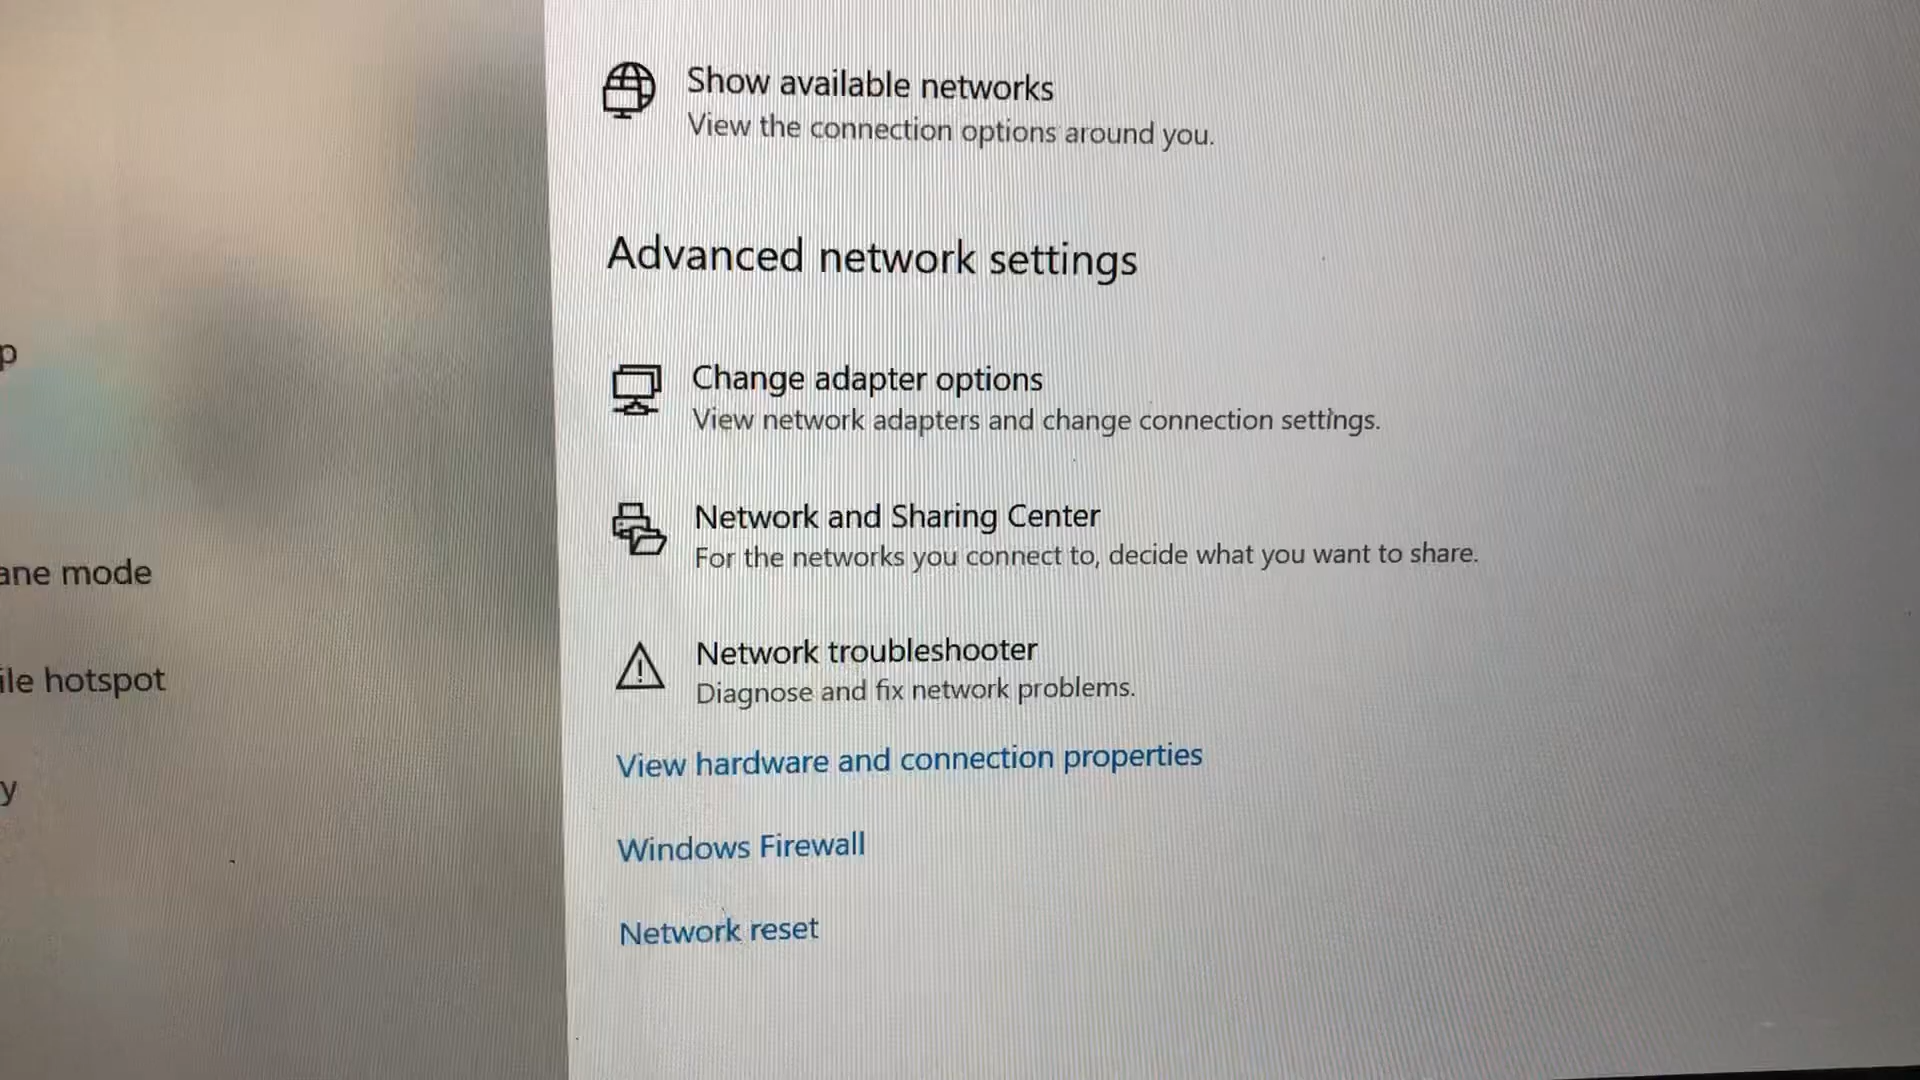 Show available networks
View the connection options around you.
Advanced network settings
p
Change adapter options
View network adapters and change connection settings.
Network and Sharing Center
For the networks you connect to, decide what you want to share.
ane mode
Network troubleshooter
Diagnose and fix network problems.
ile hotspot
View hardware and connection properties
y
Windows Firewall
Network reset